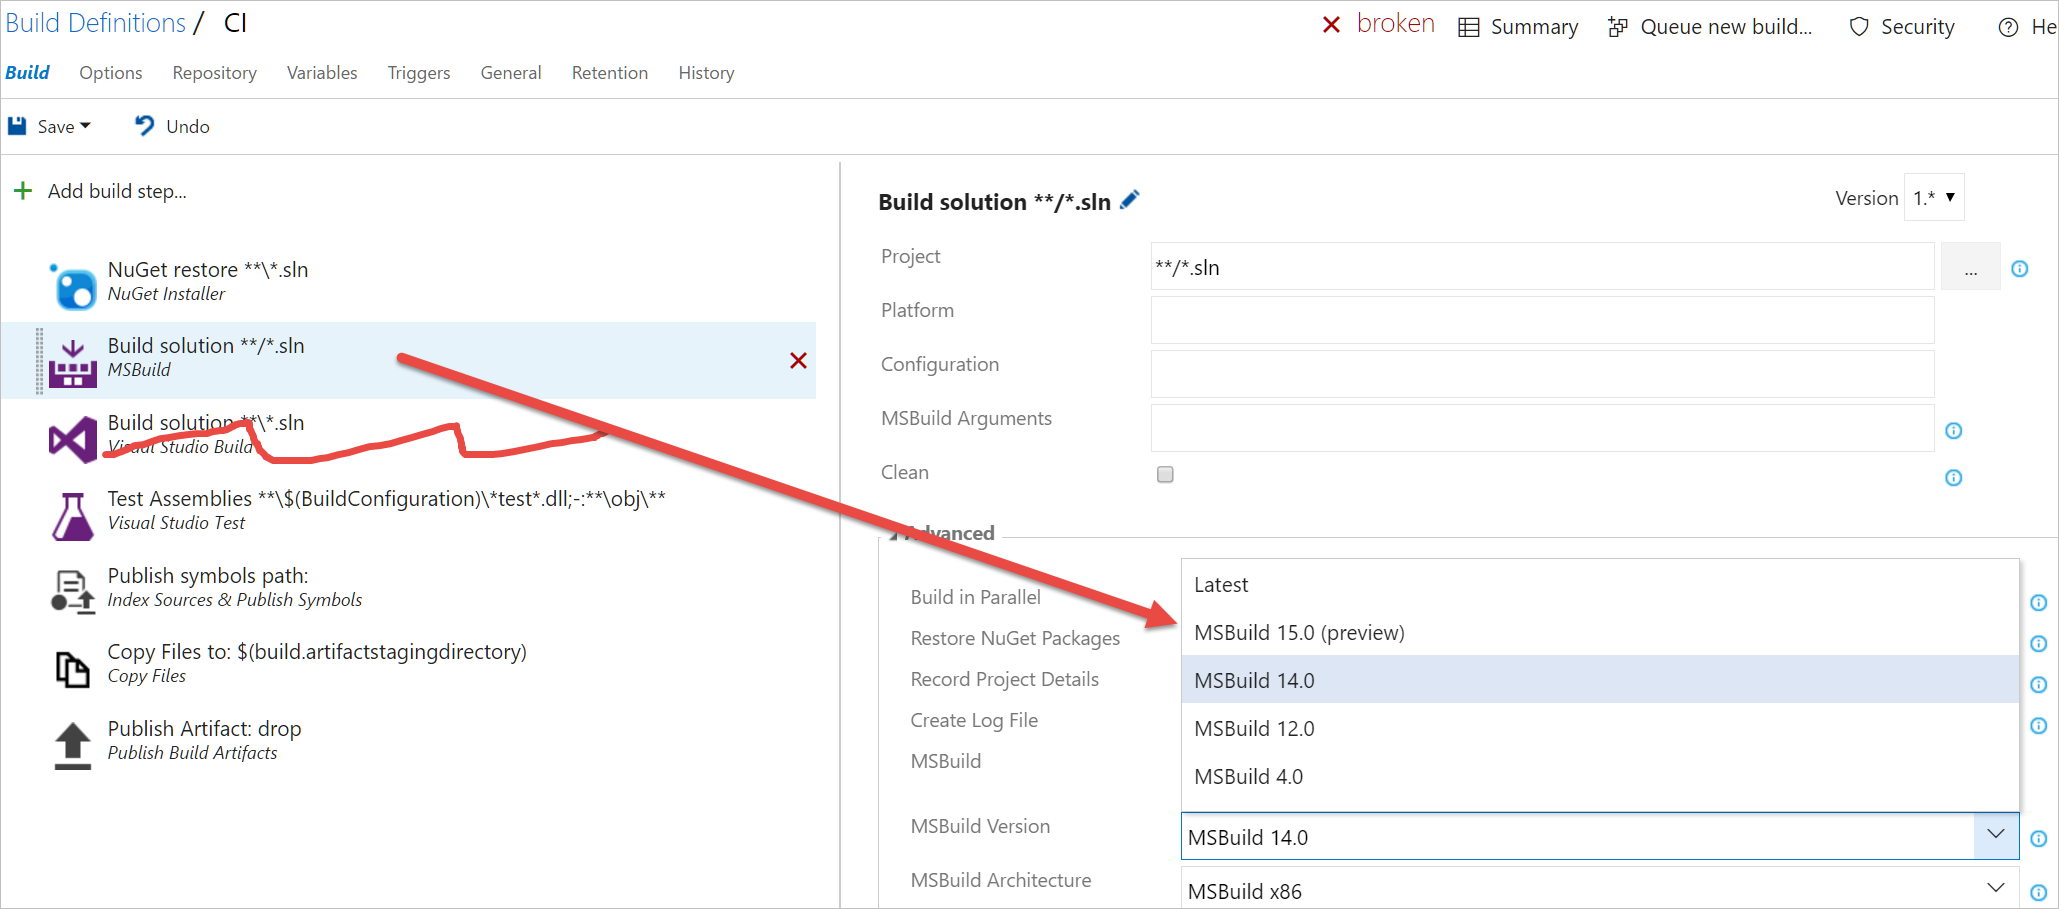 Build Definitions / CI
broken
Summary
Queue new build...
Security
He
Build
Options
Repository
Variables
Triggers
General
Retention
History
Save
Undo
Add build step...
NuGet restore **\*.sln
NuGet Installer
Build solution **/*.sln
MSBuild
Build solution **\*.sln
Visual Studio Build
Test Assemblies **\$(BuildConfiguration)\*test*.dll;-:**\obj\**
Visual Studio Test
Publish symbols path:
Index Sources & Publish Symbols
Copy Files to: $(build.artifactstagingdirectory)
Copy Files
Publish Artifact: drop
Publish Build Artifacts
Build solution **/*.sln
Version 1.*
Project
**/*.sln
...
Platform
Configuration
MSBuild Arguments
Clean
Advanced
Build in Parallel
Restore NuGet Packages
Record Project Details
Create Log File
MSBuild
Latest
MSBuild 15.0 (preview)
MSBuild 14.0
MSBuild 12.0
MSBuild 4.0
MSBuild Version
MSBuild 14.0
MSBuild Architecture
MSBuild x86